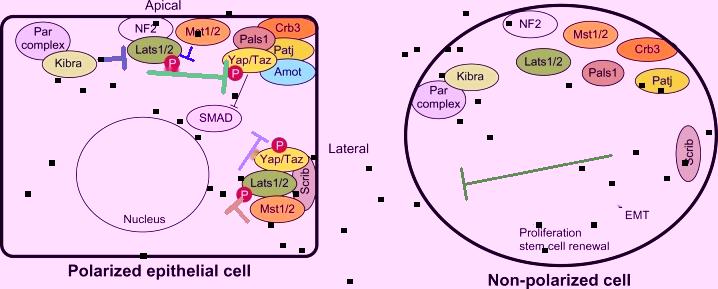 Apical
Par
complex
Kibra
NF2
Mst1/2
Lats1/2
P
Crb3
Pals1
Patj
Yap/Taz
P
Amot
SMAD
P
Yap/Taz
Lats1/2
P
Mst1/2
Scrib
Nucleus
Lateral
Polarized epithelial cell
NF2
Mst1/2
Crb3
Lats1/2
Pals1
Patj
Kibra
Par
complex
Scrib
EMT
Proliferation
stem cell renewal
Non-polarized cell